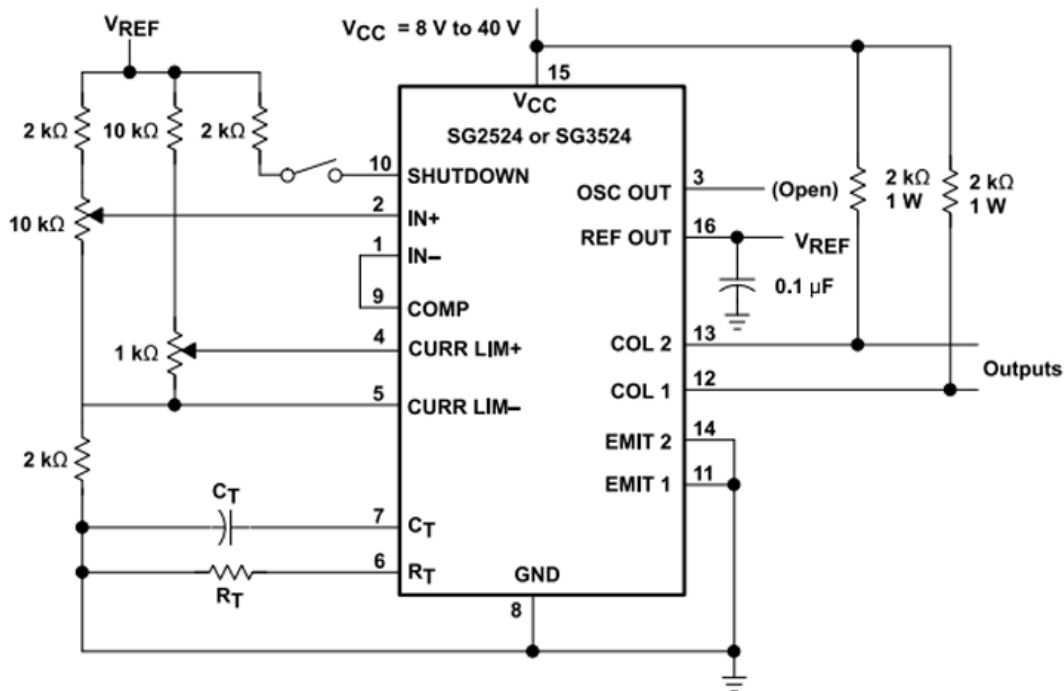 VREF
VCC = 8 V to 40 V
15
VCC
2 kΩ
10 kΩ
2 kΩ
SG2524 or SG3524
10
SHUTDOWN
3
OSC OUT
(Open)
2 kΩ
1 W
2 kΩ
1 W
2
IN+
10 kΩ
16
REF OUT
VREF
1
IN–
0.1 µF
9
COMP
4
CURR LIM+
1 kΩ
13
COL 2
Outputs
12
COL 1
5
CURR LIM–
14
EMIT 2
2 kΩ
11
EMIT 1
CT
7
CT
6
RT
RT
GND
8